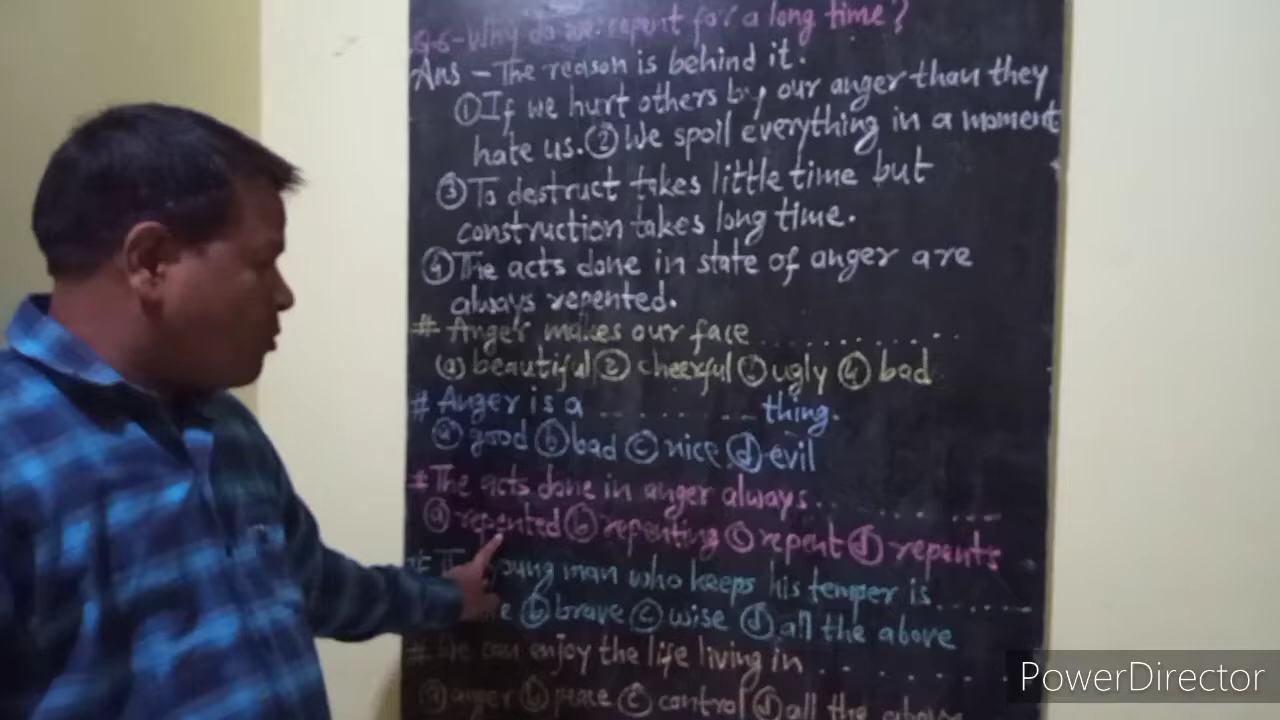 Q-6-Why do we repent for a long time?
Ans - The reason is behind it.
① If we hurt others by our anger than they
hate us. ② We spoil everything in a moment
③ To destruct takes little time but
construction takes long time.
④ The acts done in state of anger are
always repented.
# Anger makes our face ............
(a) beautiful ② cheerful ③ ugly ④ bad
# Anger is a ............ thing.
ⓐ good ⓑ bad ⓒ nice ⓓ evil
# The acts done in anger always ............
ⓐ repented ⓑ repenting ⓒ repent ⓓ repents
# young man who keeps his temper is ......
ⓑ brave ⓒ wise ⓓ all the above
# We can enjoy the life living in ............
ⓐ anger ⓑ peace ⓒ control ⓓ all the above
PowerDirector